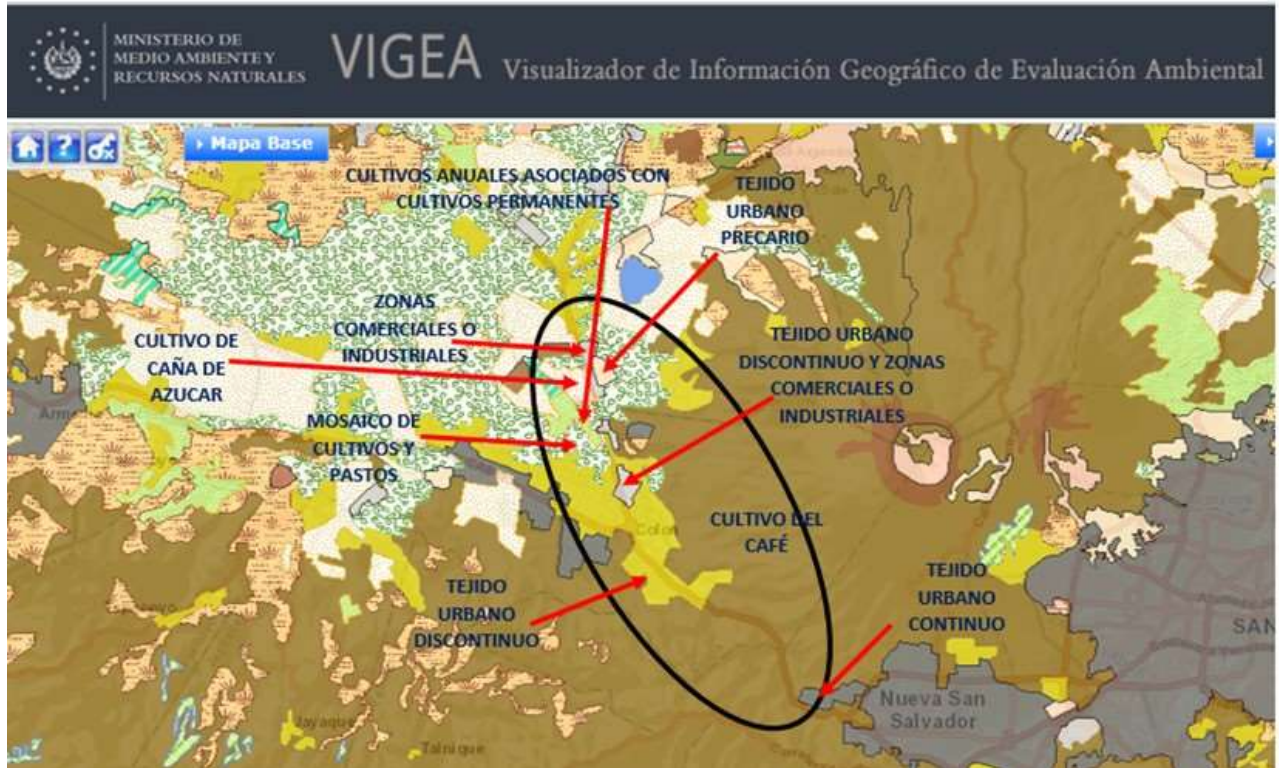 MINISTERIO DE
MEDIO AMBIENTE Y
RECURSOS NATURALES
VIGEA Visualizador de Información Geográfico de Evaluación Ambiental
Mapa Base
CULTIVOS ANUALES ASOCIADOS CON
CULTIVOS PERMANENTES
TEJIDO
URBANO
PRECARIO
ZONAS
COMERCIALES O
INDUSTRIALES
CULTIVO DE
CAÑA DE
AZUCAR
TEJIDO URBANO
DISCONTINUO Y ZONAS
COMERCIALES O
INDUSTRIALES
MOSAICO DE
CULTIVOS Y
PASTOS
Colon
CULTIVO DEL
CAFÉ
TEJIDO
URBANO
DISCONTINUO
TEJIDO
URBANO
CONTINUO
SAN
Nueva San
Salvador
Jayaque
Talnique